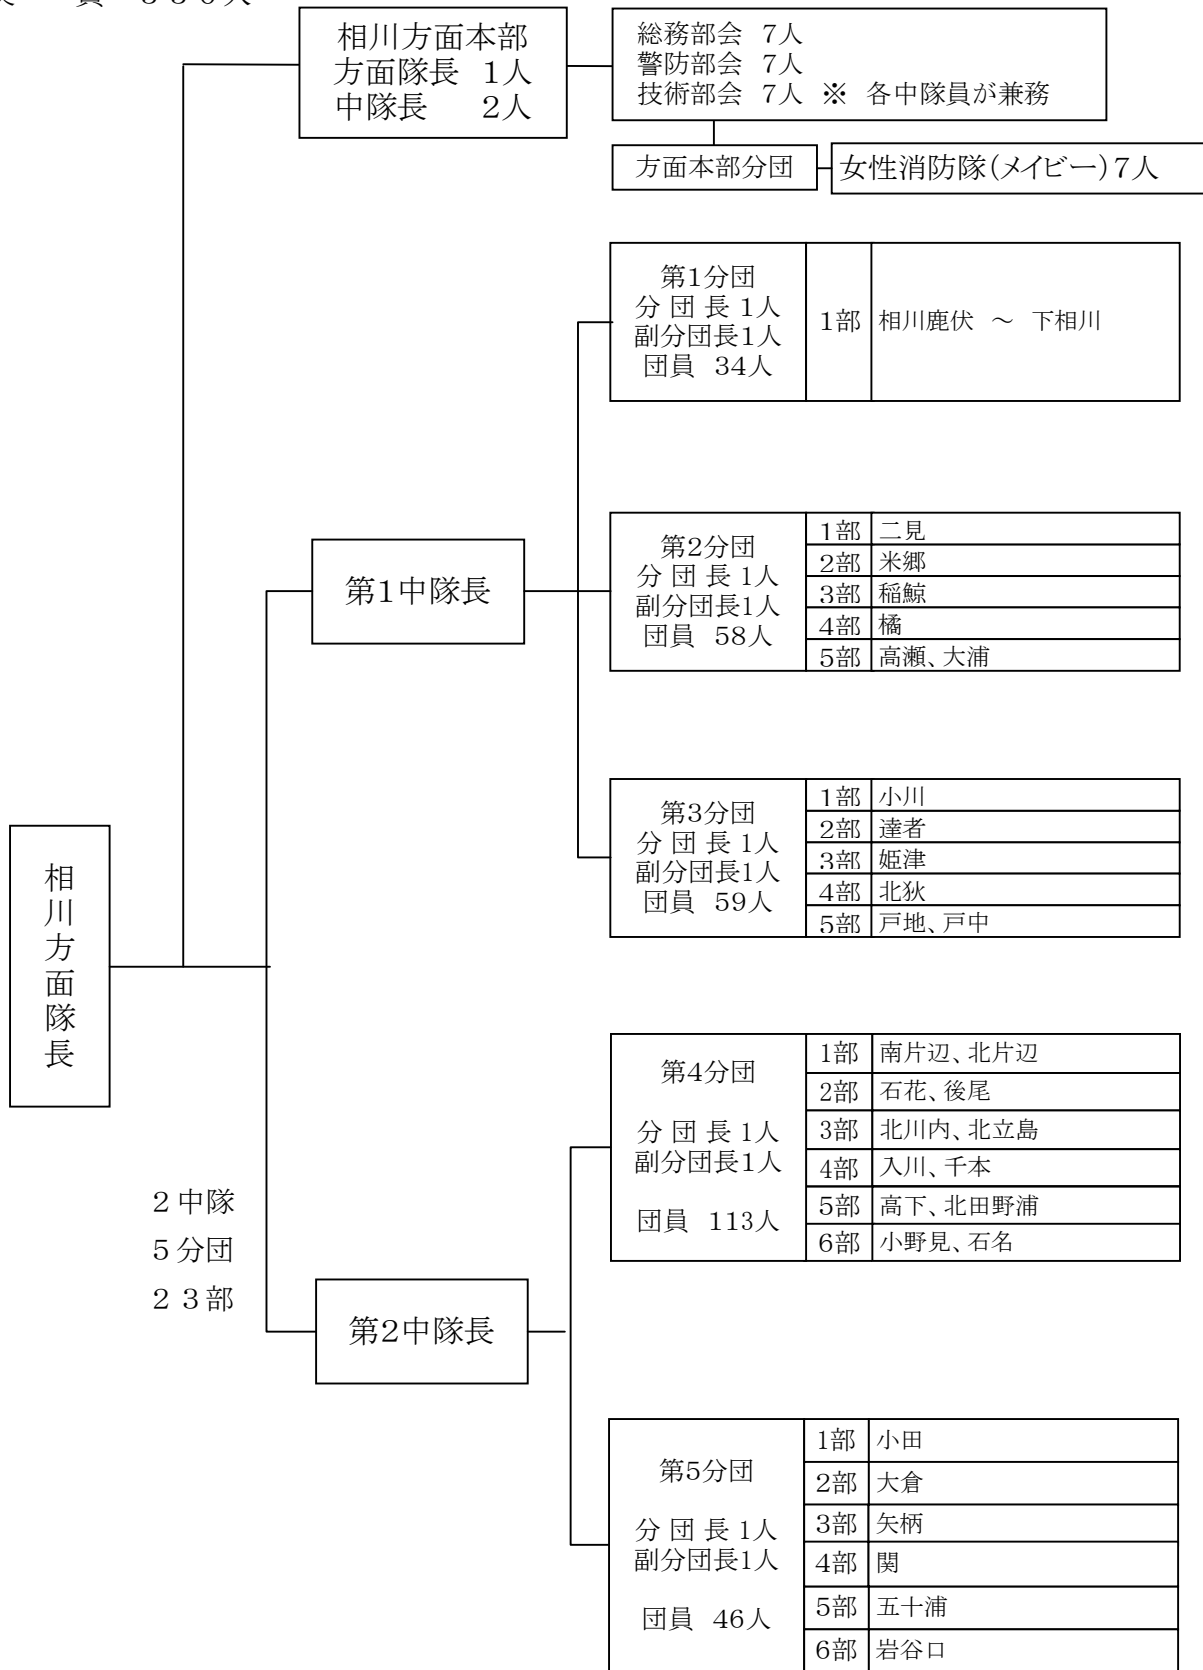 員 330人
相川方面本部
方面隊長 1人
中隊長 2人
総務部会 7人
警防部会 7人
技術部会 7人 ※ 各中隊員が兼務
方面本部分団
女性消防隊(メイビー)7人
第1分団
分団長1人
副分団長1人
団員 34人
1部 相川鹿伏 ～ 下相川
第1中隊長
第2分団
分団長1人
副分団長1人
団員 58人
1部 二見
2部 米郷
3部 稲鯨
4部 橘
5部 高瀬、大浦
第3分団
分団長1人
副分団長1人
団員 59人
1部 小川
2部 達者
3部 姫津
4部 北狄
5部 戸地、戸中
相川方面隊長
2中隊
5分団
23部
第2中隊長
第4分団
分団長1人
副分団長1人
団員 113人
1部 南片辺、北片辺
2部 石花、後尾
3部 北川内、北立島
4部 入川、千本
5部 高下、北田野浦
6部 小野見、石名
第5分団
分団長1人
副分団長1人
団員 46人
1部 小田
2部 大倉
3部 矢柄
4部 関
5部 五十浦
6部 岩谷口